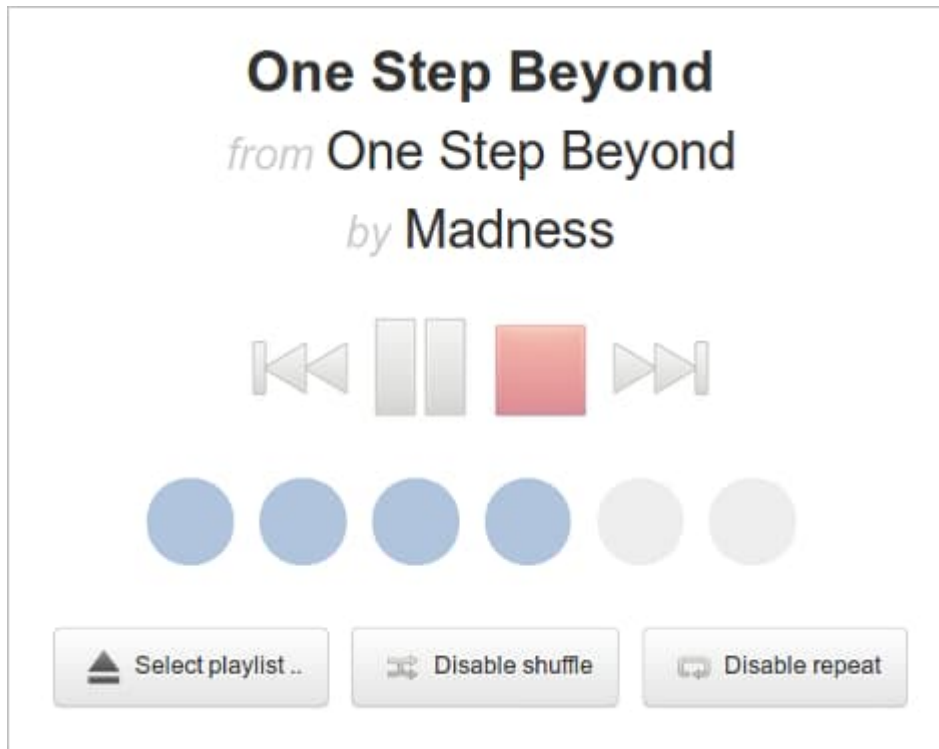 One Step Beyond
from One Step Beyond
by Madness
Select playlist ..
Disable shuffle
Disable repeat